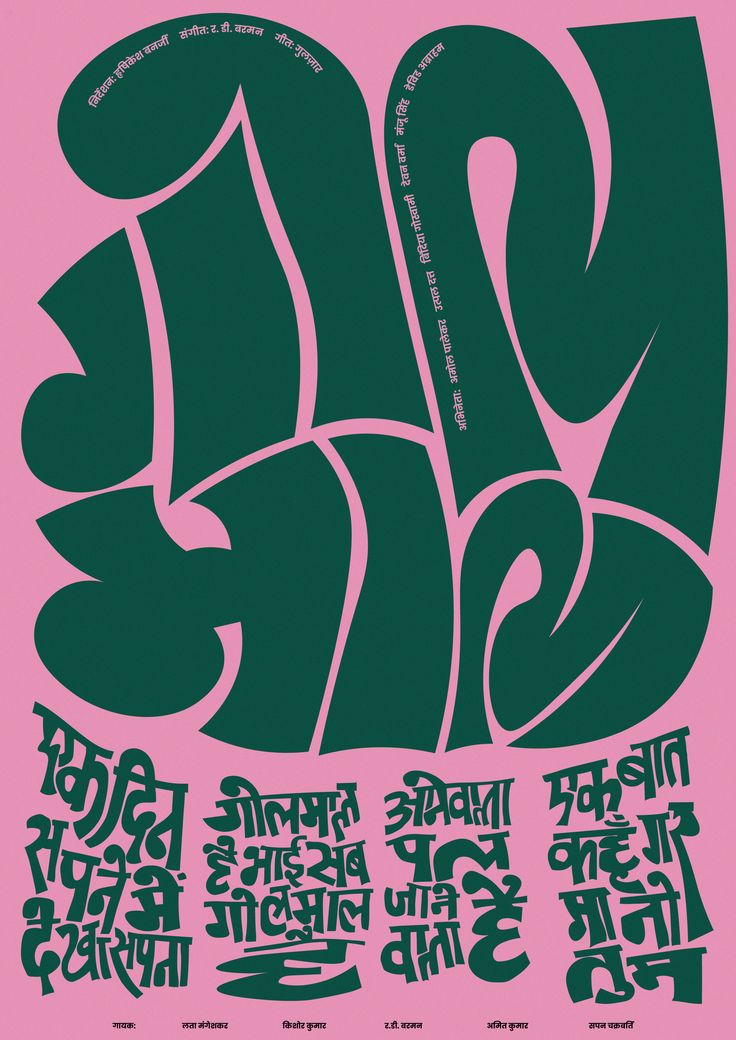 निर्देशन: हृषिकेश बनर्जी संगीत: र. डी. बरमन गीत: गुलज़ार
अभिनेता: अमोल पालेकर उत्पल दत्त बिंदिया गोस्वामी देवन वर्मा मंजू सिंह डेविड अब्राहम
गोल
माल
एक दिन
सपने में
देखा सपना
गोलमाल
है भाई सब
गोलमाल
है
आनेवाला
पल
जाने
वाला
है
एक बात
कहूँ गर
मानो
तुम
गायक: लता मंगेशकर किशोर कुमार र.डी. बरमन अमित कुमार सपन चक्रवर्ति